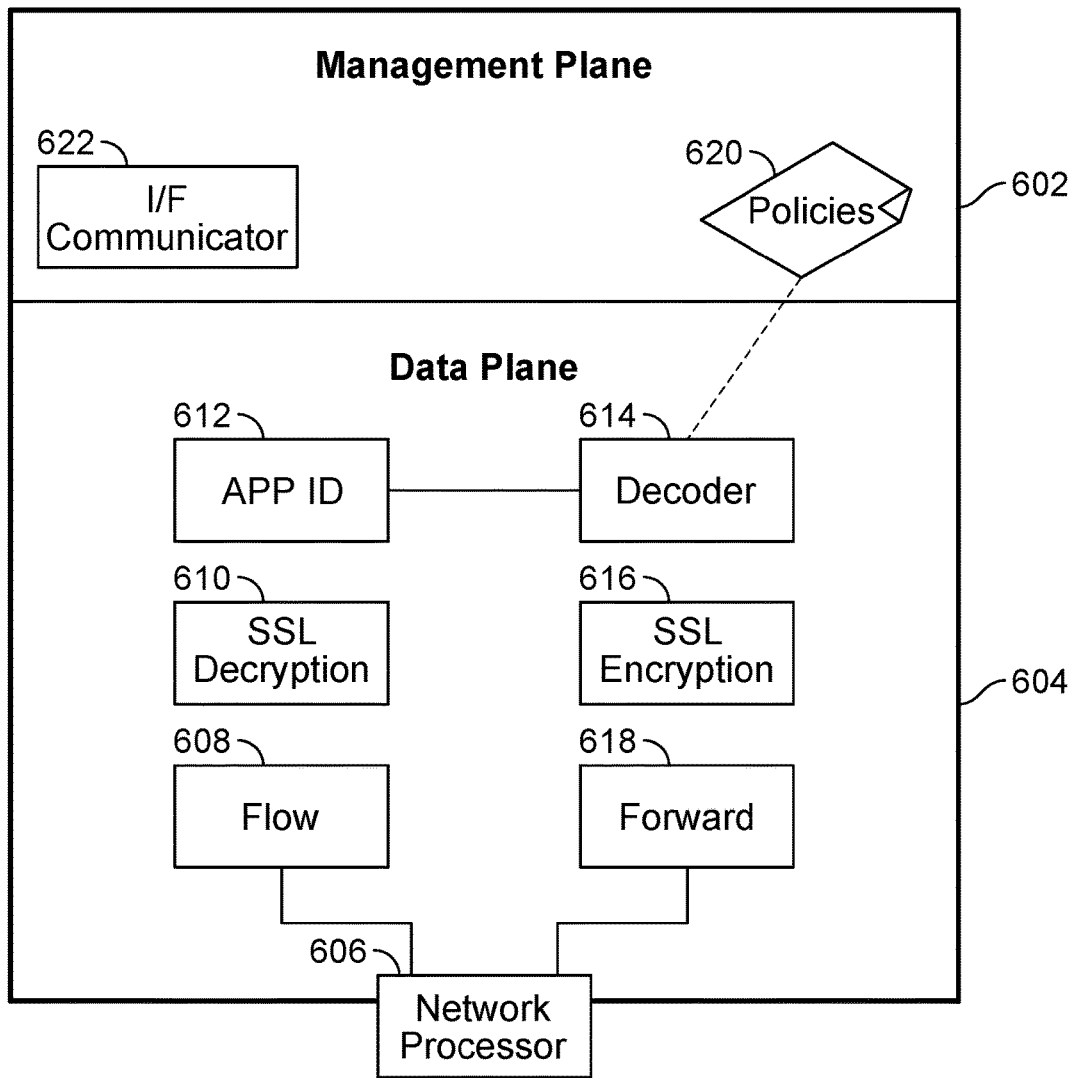 Management Plane
622
I/F
Communicator
620
Policies
602
Data Plane
612
APP ID
614
Decoder
610
SSL
Decryption
616
SSL
Encryption
604
608
Flow
618
Forward
606
Network
Processor